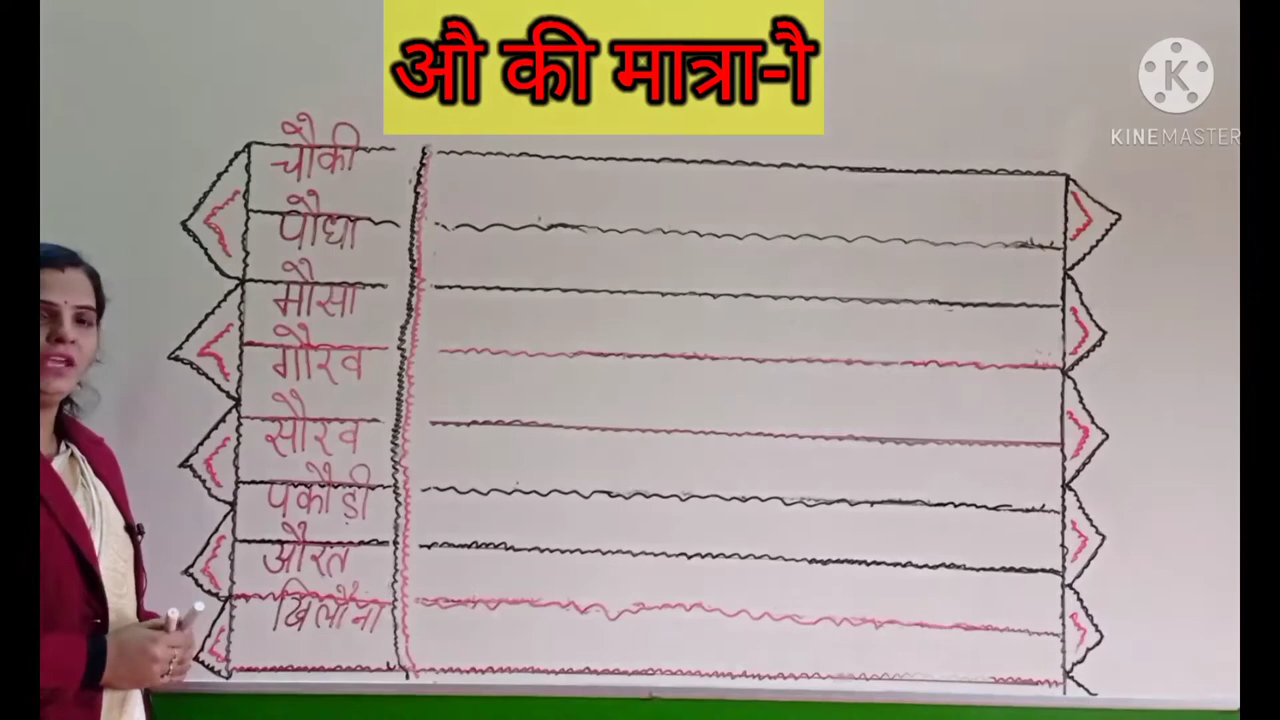 औ की मात्रा-ौ
K
KINEMASTER
चौकी
पौधा
मौसा
गौरव
सौरव
पकौड़ी
औरत
खिलौना